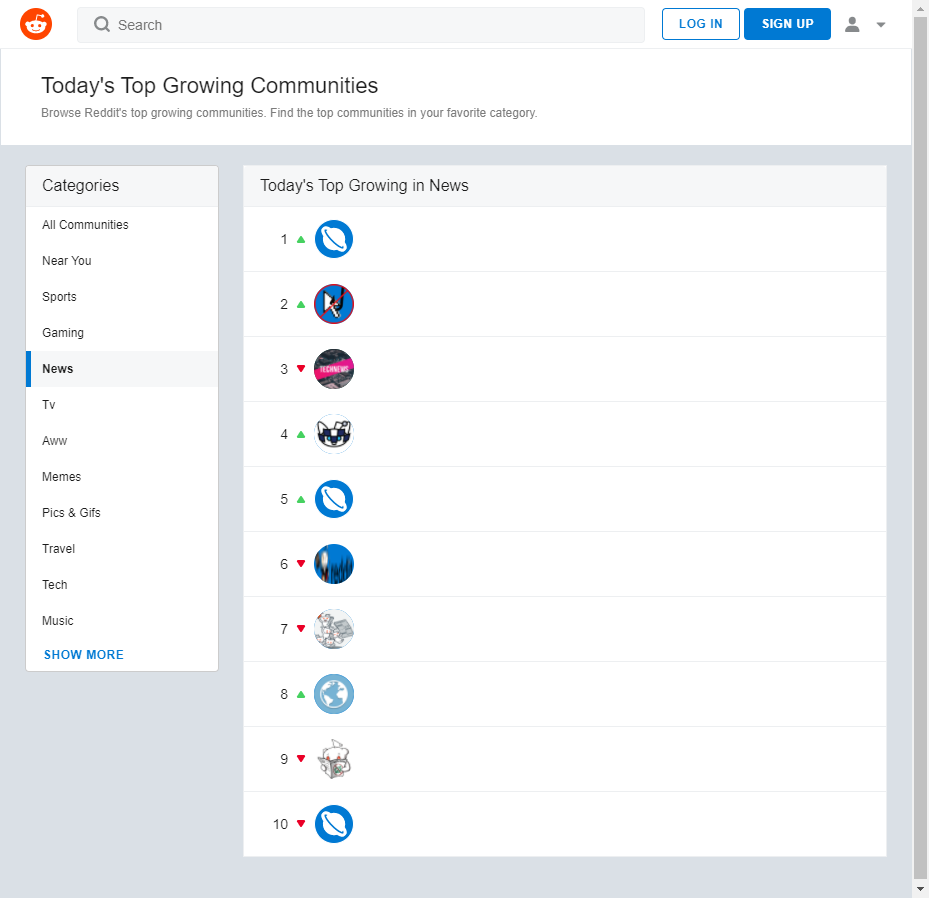 Search
LOG IN
SIGN UP
Today's Top Growing Communities
Browse Reddit's top growing communities. Find the top communities in your favorite category.
Categories
All Communities
Near You
Sports
Gaming
News
Tv
Aww
Memes
Pics & Gifs
Travel
Tech
Music
SHOW MORE
Today's Top Growing in News
1
2
3
TECHNEWS
4
5
6
7
8
9
10